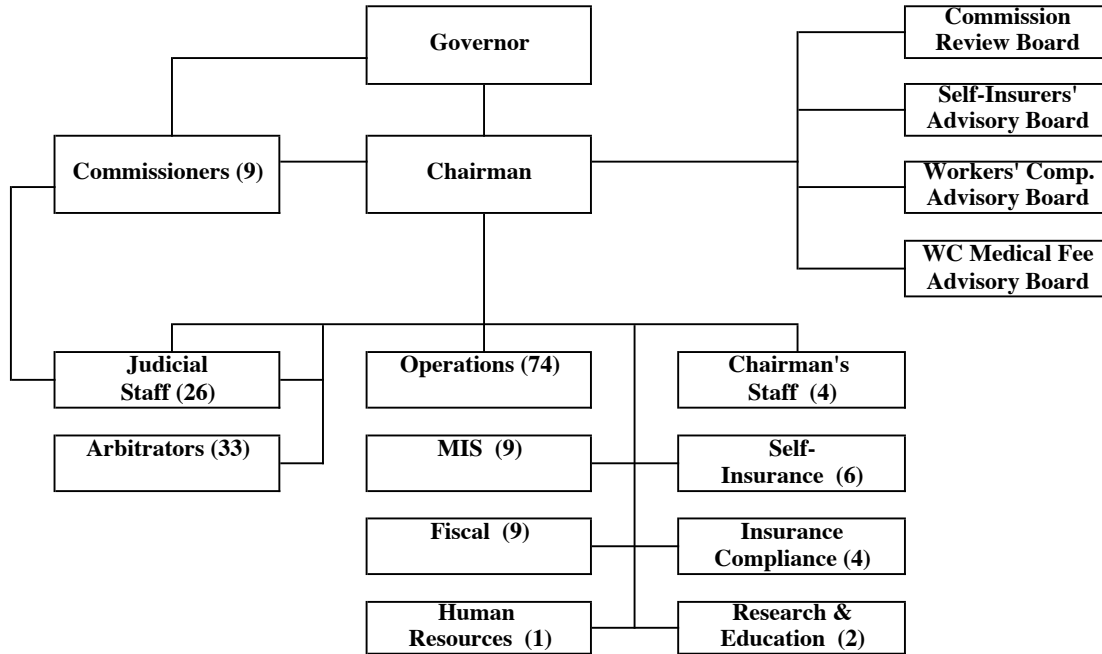 Governor
Commission
Review Board
Self-Insurers'
Advisory Board
Commissioners (9)
Chairman
Workers' Comp.
Advisory Board
WC Medical Fee
Advisory Board
Judicial
Staff (26)
Operations (74)
Chairman's
Staff (4)
Arbitrators (33)
MIS (9)
Self-
Insurance (6)
Fiscal (9)
Insurance
Compliance (4)
Human
Resources (1)
Research &
Education (2)